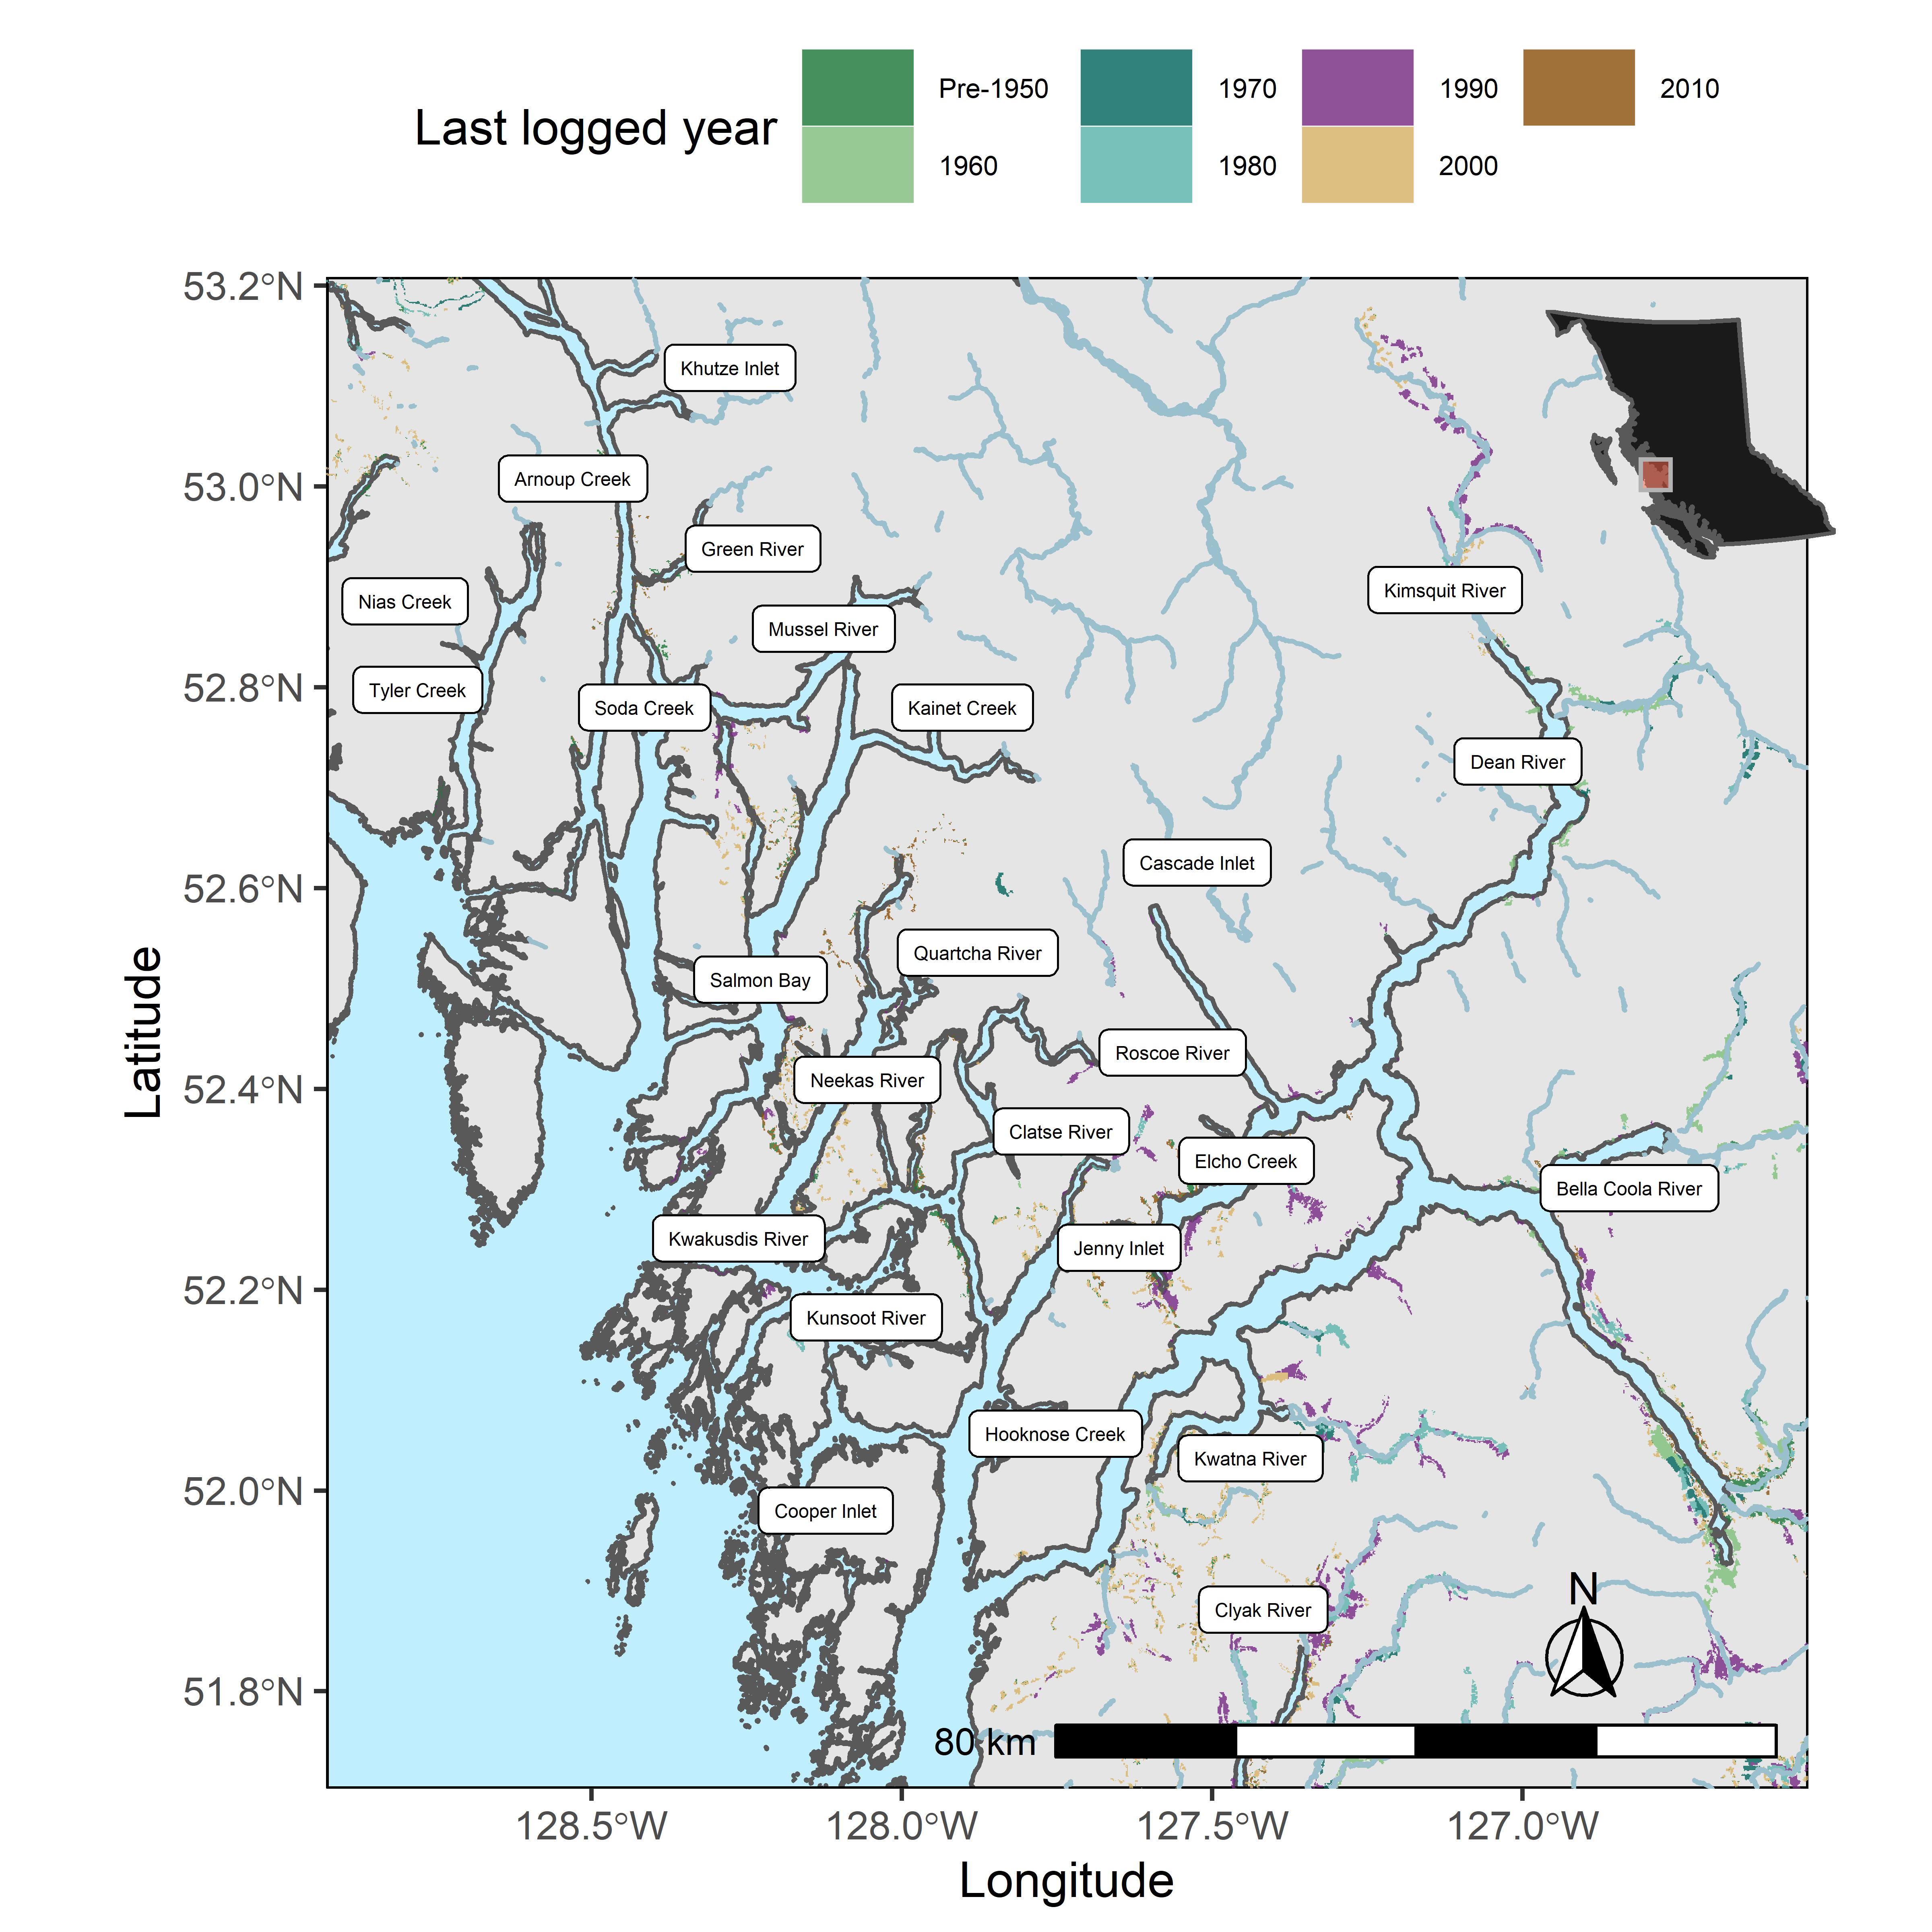 Last logged year
Pre-1950
1970
1990
2010
1960
1980
2000
53.2°N
53.0°N
52.8°N
52.6°N
52.4°N
52.2°N
52.0°N
51.8°N
Latitude
Khutze Inlet
Arnoup Creek
Green River
Kimsquit River
Nias Creek
Mussel River
Tyler Creek
Soda Creek
Kainet Creek
Dean River
Cascade Inlet
Quartcha River
Salmon Bay
Roscoe River
Neekas River
Clatse River
Elcho Creek
Bella Coola River
Kwakusdis River
Jenny Inlet
Kunsoot River
Hooknose Creek
Kwatna River
Cooper Inlet
Clyak River
N
80 km
128.5°W
128.0°W
127.5°W
127.0°W
Longitude